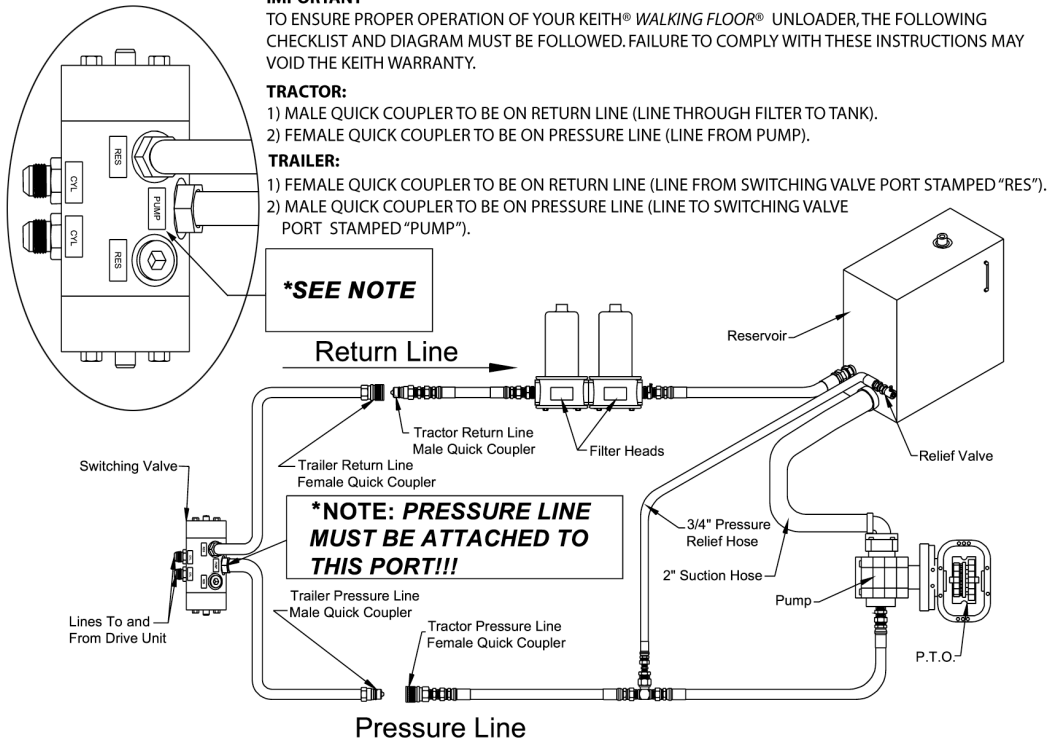 IMPORTANT
TO ENSURE PROPER OPERATION OF YOUR KEITH® WALKING FLOOR® UNLOADER, THE FOLLOWING
CHECKLIST AND DIAGRAM MUST BE FOLLOWED. FAILURE TO COMPLY WITH THESE INSTRUCTIONS MAY
VOID THE KEITH WARRANTY.
TRACTOR:
1) MALE QUICK COUPLER TO BE ON RETURN LINE (LINE THROUGH FILTER TO TANK).
2) FEMALE QUICK COUPLER TO BE ON PRESSURE LINE (LINE FROM PUMP).
TRAILER:
1) FEMALE QUICK COUPLER TO BE ON RETURN LINE (LINE FROM SWITCHING VALVE PORT STAMPED "RES").
2) MALE QUICK COUPLER TO BE ON PRESSURE LINE (LINE TO SWITCHING VALVE
PORT STAMPED "PUMP").
RES
CYL
PUMP
CYL
RES
*SEE NOTE
Return Line
Reservoir
Tractor Return Line
Male Quick Coupler
Filter Heads
Relief Valve
Switching Valve
Trailer Return Line
Female Quick Coupler
*NOTE: PRESSURE LINE
MUST BE ATTACHED TO
THIS PORT!!!
3/4" Pressure
Relief Hose
2" Suction Hose
Pump
P.T.O.
Trailer Pressure Line
Male Quick Coupler
Lines To and
From Drive Unit
Tractor Pressure Line
Female Quick Coupler
Pressure Line